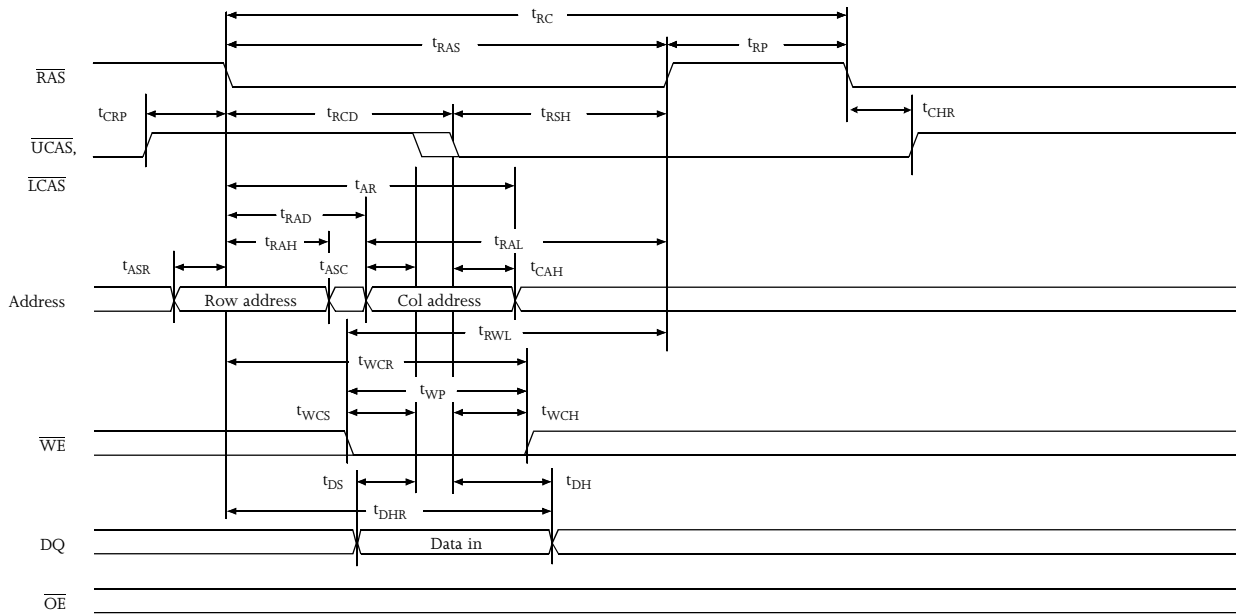 tRC
tRAS
tRP
RAS
tCRP
tRCD
tRSH
tCHR
UCAS,
LCAS
tAR
tRAD
tRAH
tRAL
tASR
tASC
tCAH
Address
Row address
Col address
tRWL
tWCR
tWP
tWCS
tWCH
WE
tDS
tDH
tDHR
DQ
Data in
OE